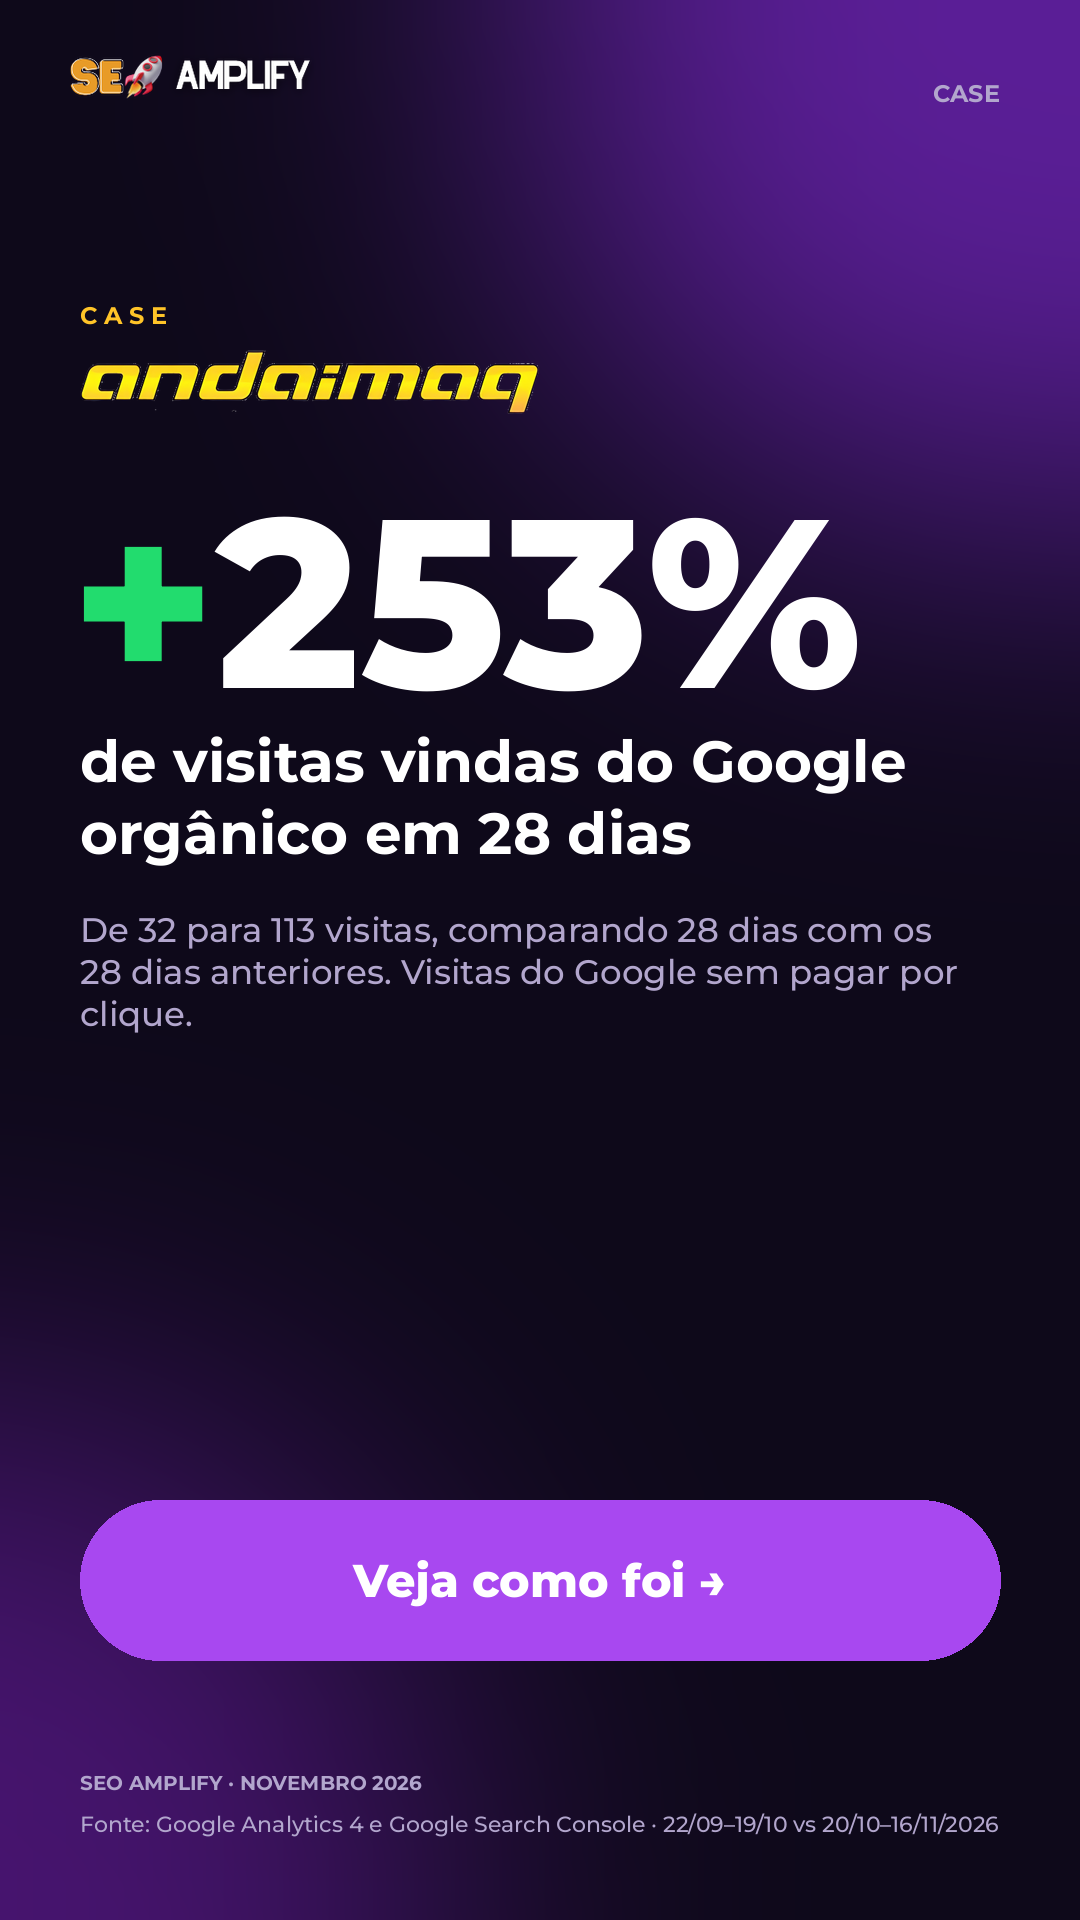 SEO AMPLIFY
CASE
CASE
andaimaq
+253%
de visitas vindas do Google
orgânico em 28 dias
De 32 para 113 visitas, comparando 28 dias com os
28 dias anteriores. Visitas do Google sem pagar por
clique.
Veja como foi →
SEO AMPLIFY · NOVEMBRO 2026
Fonte: Google Analytics 4 e Google Search Console · 22/09–19/10 vs 20/10–16/11/2026